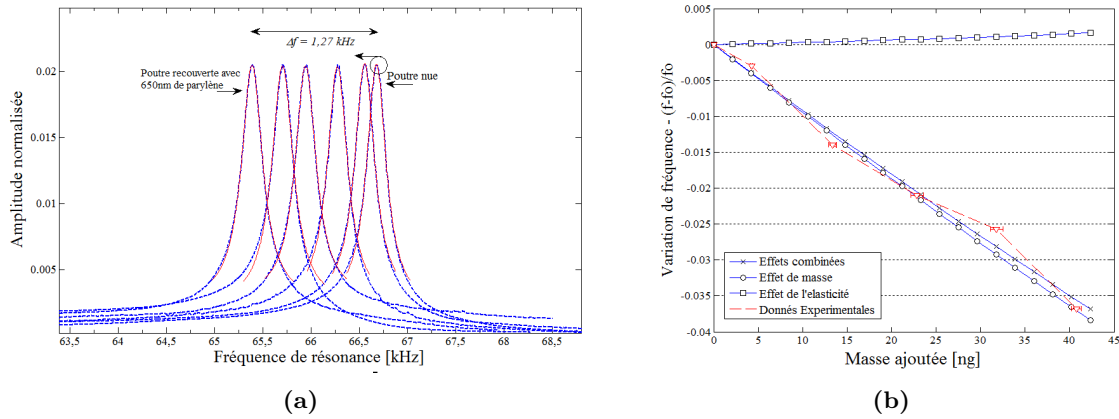 Δf = 1,27 kHz
Poutre recouverte avec
650nm de parylène
Poutre nue
Amplitude normalisée
0.02
0.015
0.01
0.005
63,5 64 64,5 65 65,5 66 66,5 67 67,5 68 68,5
Fréquence de résonance [kHz]
(a)
Variation de fréquence - (f-fo)/fo
0.005
0
-0.005
-0.01
-0.015
-0.02
-0.025
-0.03
-0.035
-0.04
Effets combinées
Effet de masse
Effet de l'elasticité
Donnés Experimentales
0 5 10 15 20 25 30 35 40 45
Masse ajoutée [ng]
(b)